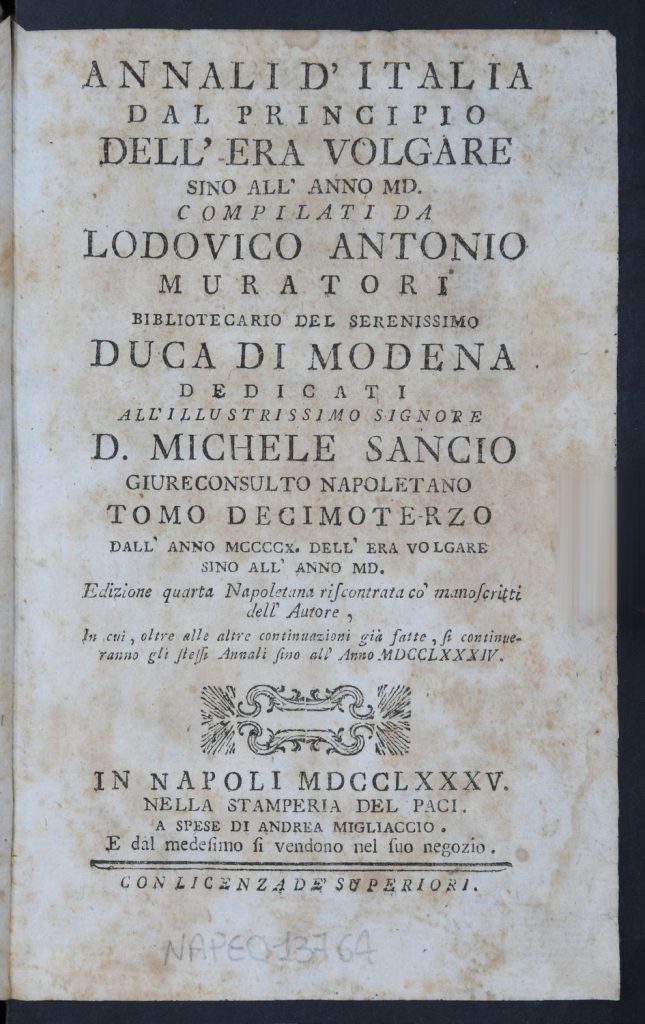 ANNALI D' ITALIA
DAL PRINCIPIO
DELL' ERA VOLGARE
SINO ALL' ANNO MD.
COMPILATI DA
LODOVICO ANTONIO
MURATORI
BIBLIOTECARIO DEL SERENISSIMO
DUCA DI MODENA
DEDICATI
ALL'ILLUSTRISSIMO SIGNORE
D. MICHELE SANCIO
GIURECONSULTO NAPOLETANO
TOMO DECIMOTERZO
DALL' ANNO MCCCCX. DELL' ERA VOLGARE
SINO ALL' ANNO MD.
Edizione quarta Napoletana riſcontrata co' manoſcritti
dell' Autore,
In cui, oltre alle altre continuazioni già fatte, ſi continue-
ranno gli ſteſſi Annali ſino all' Anno MDCCLXXXIV.
IN NAPOLI MDCCLXXXV.
NELLA STAMPERIA DEL PACI.
A SPESE DI ANDREA MIGLIACCIO.
E dal medeſimo ſi vendono nel ſuo negozio.
CON LICENZA DE' SUPERIORI.
NAPE013764